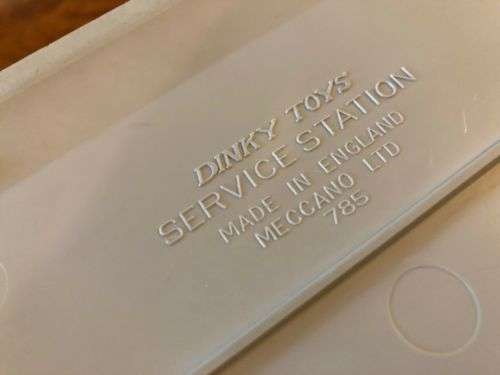 DINKY TOYS
SERVICE STATION
MADE IN ENGLAND
MECCANO LTD
785